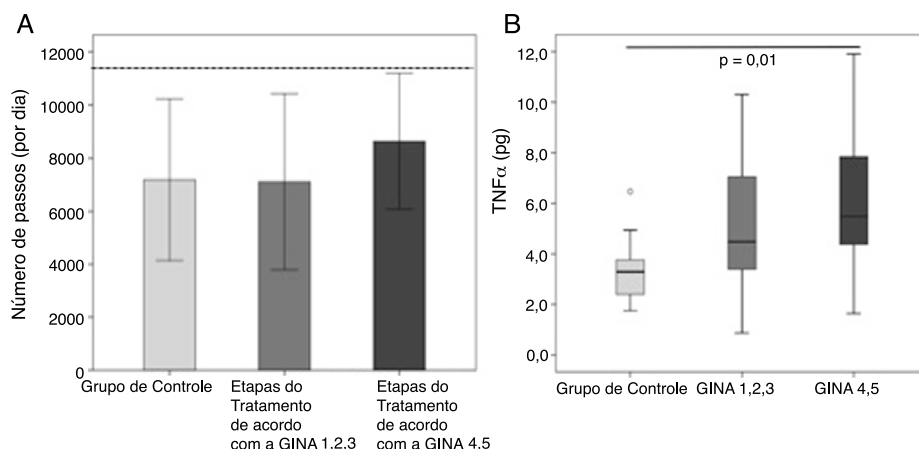 A
Número de passos (por dia)
12000
10000
8000
6000
4000
2000
0
Grupo de Controle
Etapas do
Tratamento
de acordo
com a GINA 1,2,3
Etapas do
Tratamento
de acordo
com a GINA 4,5
B
TNFα (pg)
12,0
10,0
8,0
6,0
4,0
2,0
0,0
p = 0,01
Grupo de Controle
GINA 1,2,3
GINA 4,5